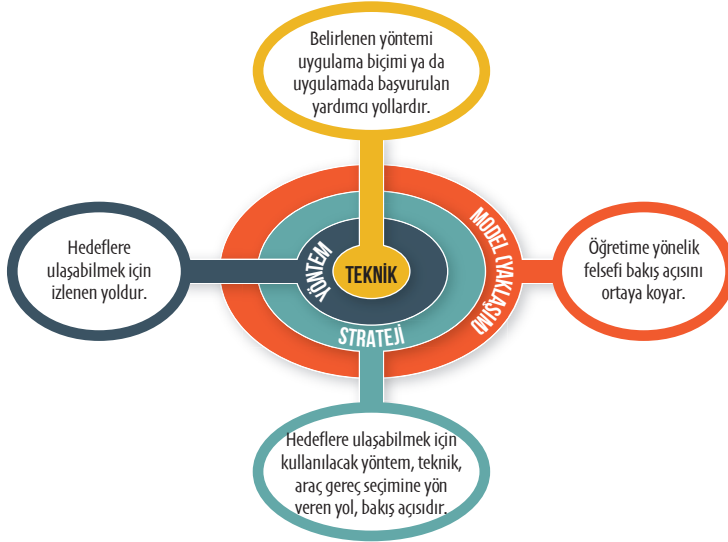 Belirlenen yöntemi
uygulama biçimi ya da
uygulamada başvurulan
yardımcı yollardır.
Hedeflere
ulaşabilmek için
izlenen yoldur.
YÖNTEM
TEKNİK
STRATEJİ
MODEL (YAKLAŞIM)
Öğretime yönelik
felsefi bakış açısını
ortaya koyar.
Hedeflere ulaşabilmek için
kullanılacak yöntem, teknik,
araç gereç seçimine yön
veren yol, bakış açısıdır.